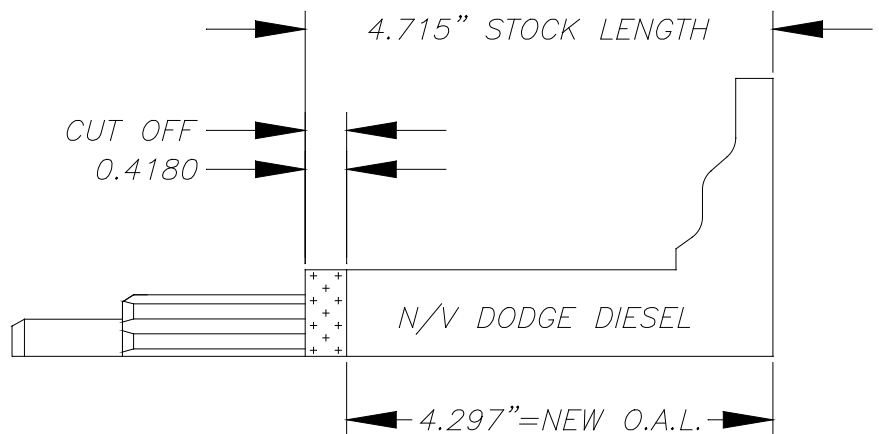 4.715" STOCK LENGTH
CUT OFF
0.4180
N/V DODGE DIESEL
4.297"=NEW O.A.L.